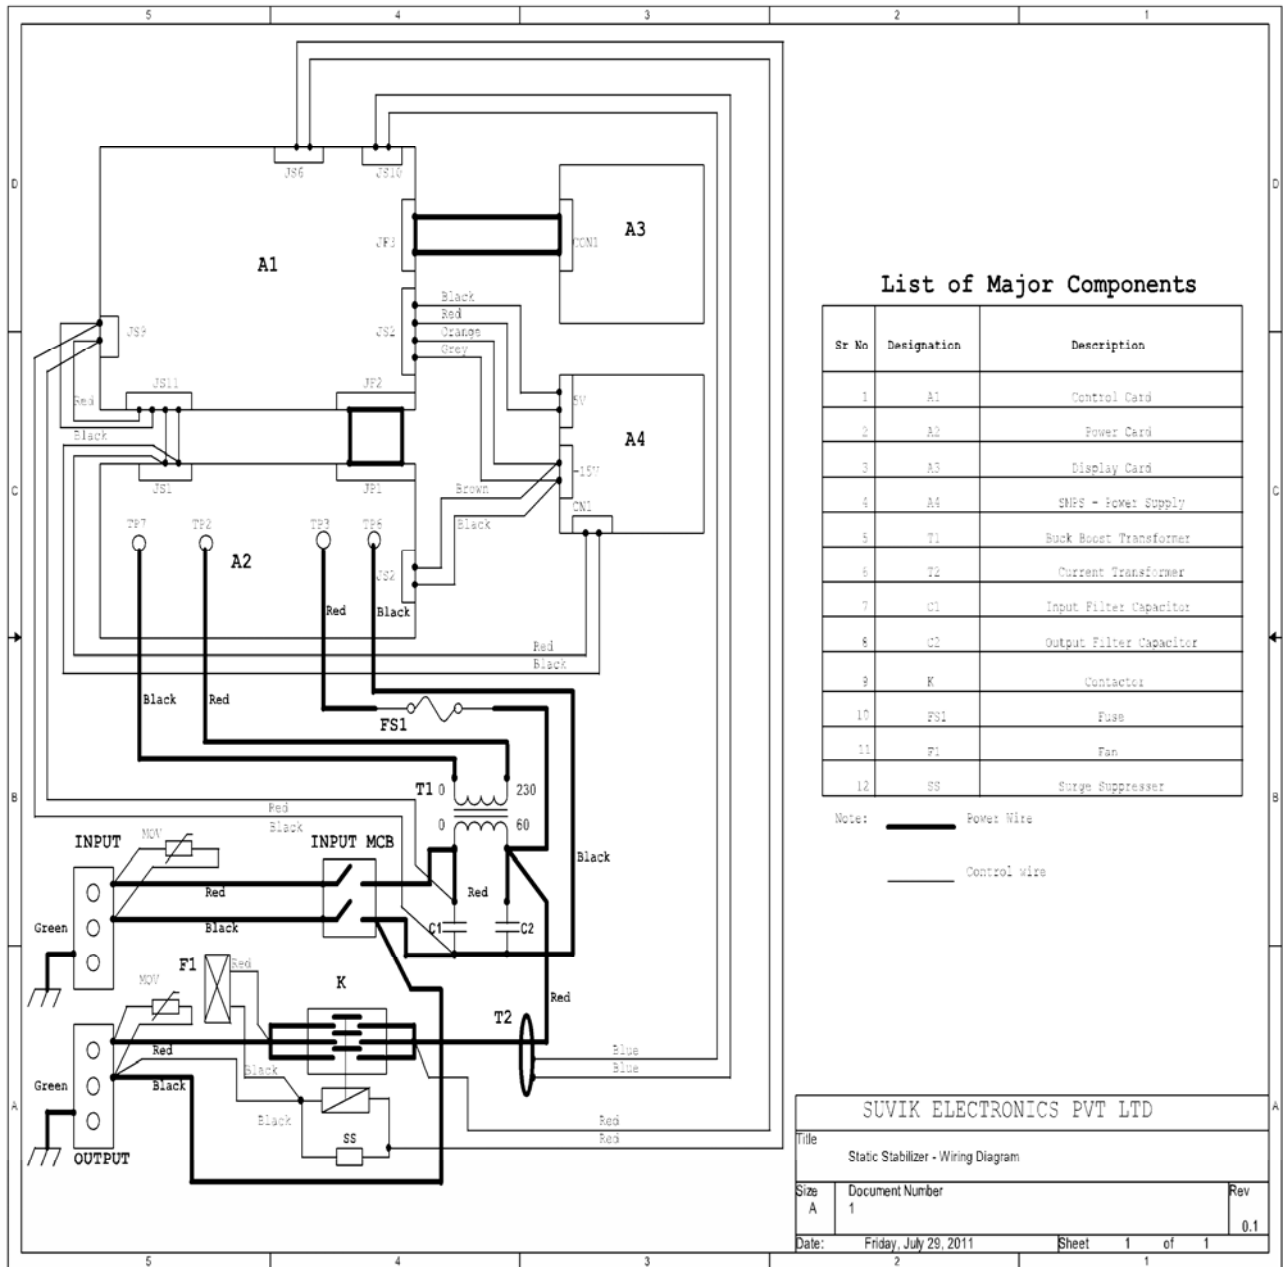 5 4 3 2 1
D
D
JS6
JS10
A1
JF3
CON1
A3
List of Major Components
Sr No Designation Description
1 A1 Control Card
2 A2 Power Card
3 A3 Display Card
4 A4 SMPS - Power Supply
5 T1 Buck Boost Transformer
6 T2 Current Transformer
7 C1 Input Filter Capacitor
8 C2 Output Filter Capacitor
9 K Contactor
10 FS1 Fuse
11 F1 Fan
12 SS Surge Suppresser
Note: Power Wire
Control wire
Black
Red
Orange
Grey
JS9
JS2
JS11
JP2
Red
Black
5V
A4
-15V
CN1
JS1
JP1
Brown
Black
C
C
TP7
TP2
TP3
TP6
A2
JS2
Red
Black
Red
Black
Black
Red
FS1
T1
0
230
0
60
B
B
Red
Black
INPUT
MOV
INPUT MCB
Black
Red
Red
Green
Black
C1
C2
F1
Red
MOV
K
T2
Red
Red
Black
Blue
Blue
Green
Black
Black
Red
Red
SS
OUTPUT
A
A
SUVIK ELECTRONICS PVT LTD
Title
Static Stabilizer - Wiring Diagram
Size
A
Document Number
1
Rev
0.1
Date: Friday, July 29, 2011 Sheet 1 of 1
5 4 3 2 1